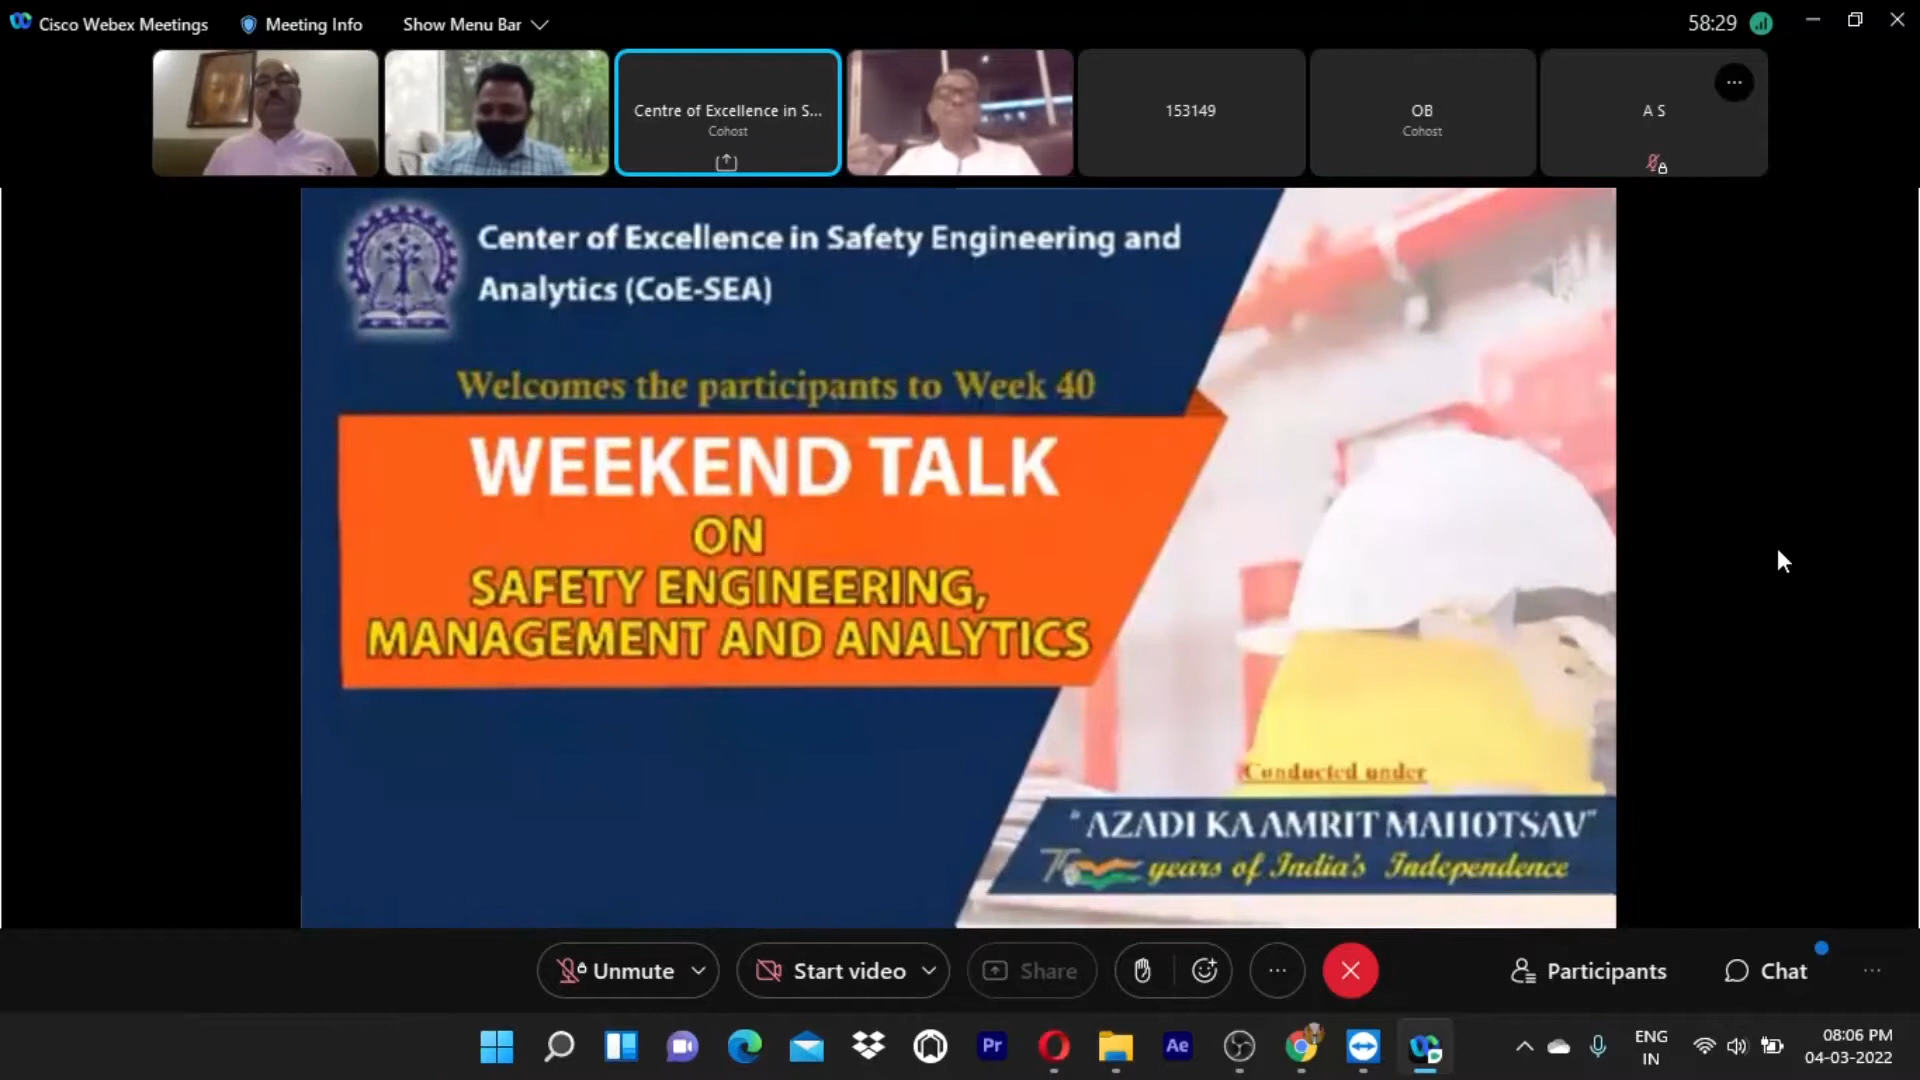 Cisco Webex Meetings
Meeting Info
Show Menu Bar
58:29
Centre of Excellence in S...
Cohost
153149
OB
Cohost
A S
Center of Excellence in Safety Engineering and
Analytics (CoE-SEA)
Welcomes the participants to Week 40
WEEKEND TALK
ON
SAFETY ENGINEERING,
MANAGEMENT AND ANALYTICS
Conducted under
"AZADI KA AMRIT MAHOTSAV"
75 years of India's Independence
Unmute
Start video
Share
Participants
Chat
Pr
Ae
ENG
IN
08:06 PM
04-03-2022